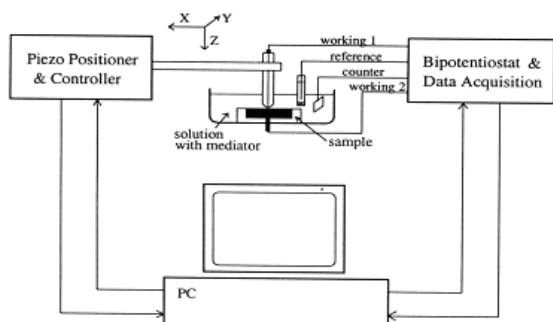 X
Y
Z
Piezo Positioner
& Controller
working 1
reference
counter
working 2
Bipotentiostat &
Data Acquisition
solution
with mediator
sample
PC